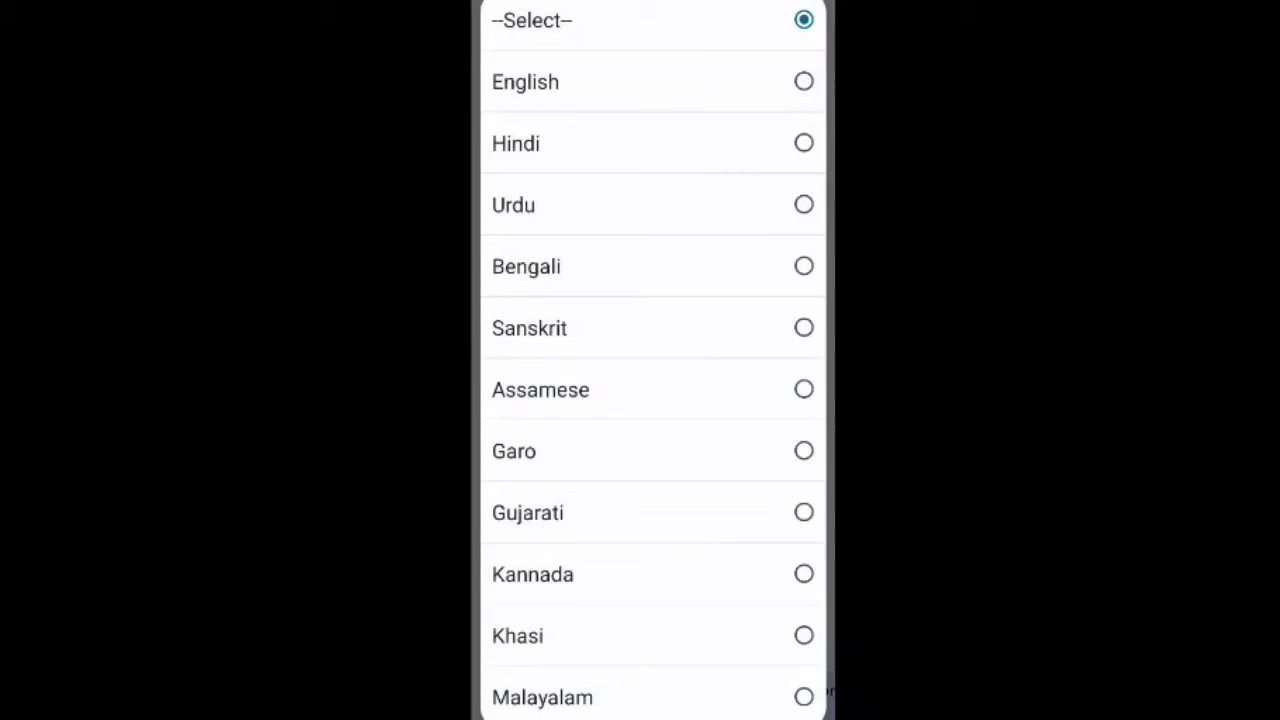 --Select--
English
Hindi
Urdu
Bengali
Sanskrit
Assamese
Garo
Gujarati
Kannada
Khasi
Malayalam